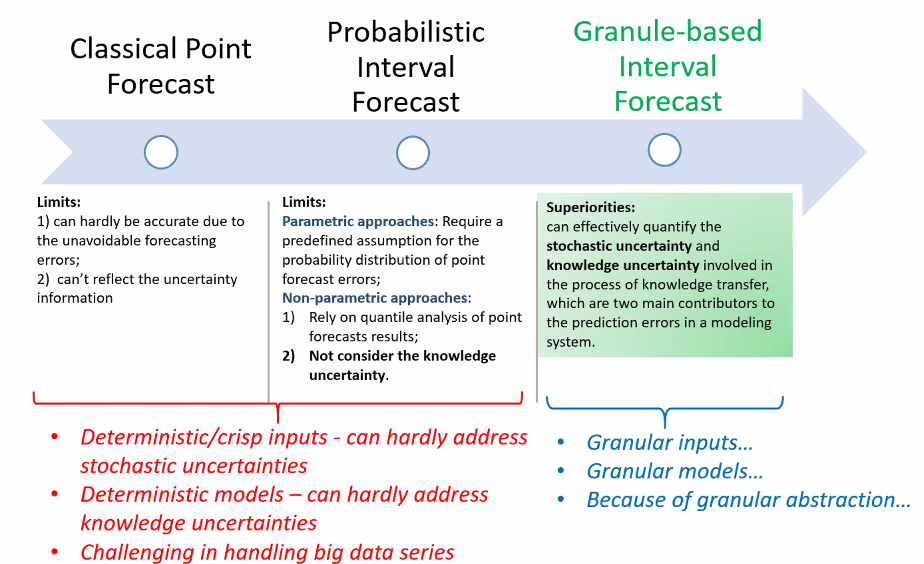 Classical Point
Forecast
Probabilistic
Interval
Forecast
Granule-based
Interval
Forecast
Limits:
1) can hardly be accurate due to
the unavoidable forecasting
errors;
2)  can't reflect the uncertainty
information
Limits:
Parametric approaches: Require a
predefined assumption for the
probability distribution of point
forecast errors;
Non-parametric approaches:
1) Rely on quantile analysis of point
forecasts results;
2) Not consider the knowledge
uncertainty.
Superiorities:
can effectively quantify the
stochastic uncertainty and
knowledge uncertainty involved in
the process of knowledge transfer,
which are two main contributors to
the prediction errors in a modeling
system.
• Deterministic/crisp inputs - can hardly address
stochastic uncertainties
• Deterministic models – can hardly address
knowledge uncertainties
• Challenging in handling big data series
• Granular inputs…
• Granular models…
• Because of granular abstraction…